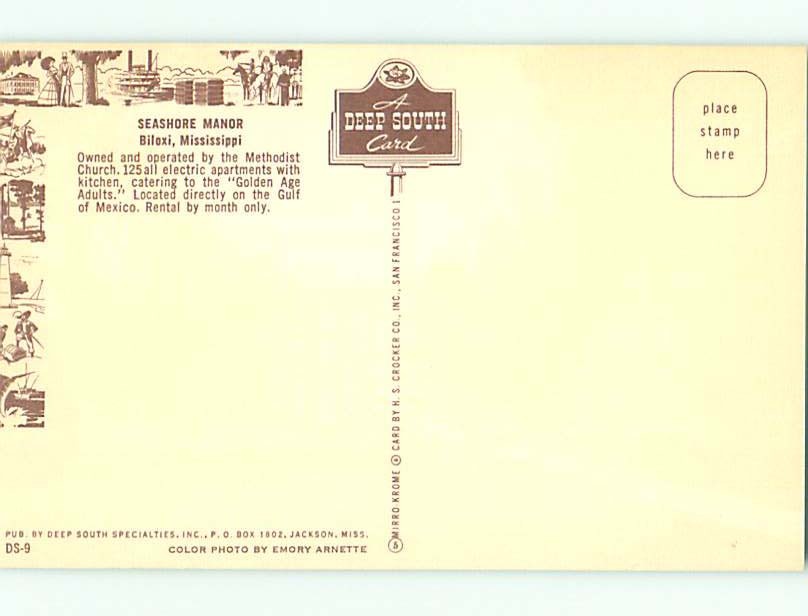 SEASHORE MANOR
Biloxi, Mississippi
Owned and operated by the Methodist
Church. 125 all electric apartments with
kitchen, catering to the "Golden Age
Adults." Located directly on the Gulf
of Mexico. Rental by month only.
A
DEEP SOUTH
Card
place
stamp
here
MIRRO-KROME ® CARD BY H. S. CROCKER CO., INC., SAN FRANCISCO 1
5
PUB. BY DEEP SOUTH SPECIALTIES, INC., P. O. BOX 1802, JACKSON, MISS.
DS-9
COLOR PHOTO BY EMORY ARNETTE